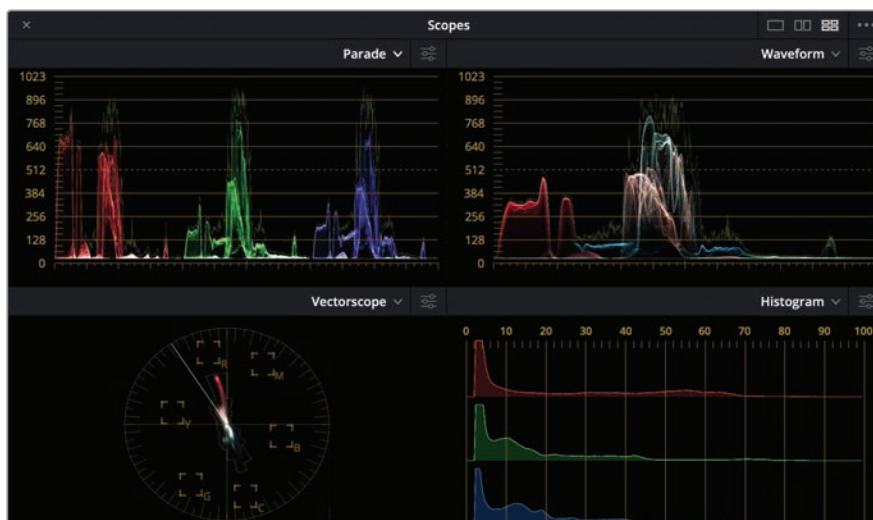 × Scopes •••
Parade
Waveform
1023
896
768
640
512
384
256
128
0
1023
896
768
640
512
384
256
128
0
Vectorscope
Histogram
R
M
Y
B
G
C
0 10 20 30 40 50 60 70 80 90 100